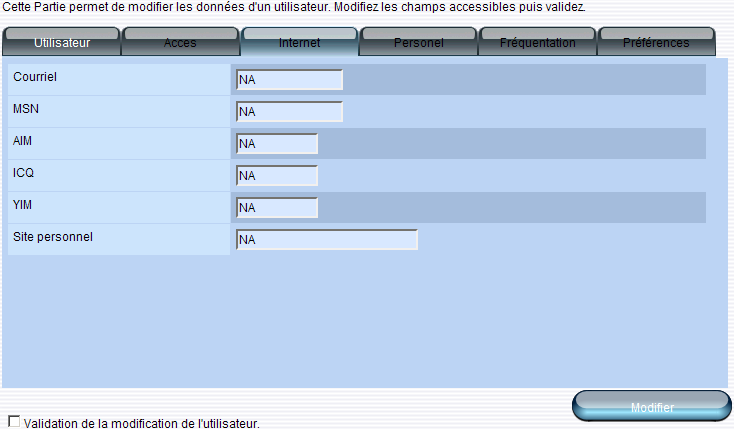 Cette Partie permet de modifier les données d'un utilisateur. Modifiez les champs accessibles puis validez.
Utilisateur Acces Internet Personel Fréquentation Préférences
Courriel NA
MSN NA
AIM NA
ICQ NA
YIM NA
Site personnel NA
Modifier
Validation de la modification de l'utilisateur.